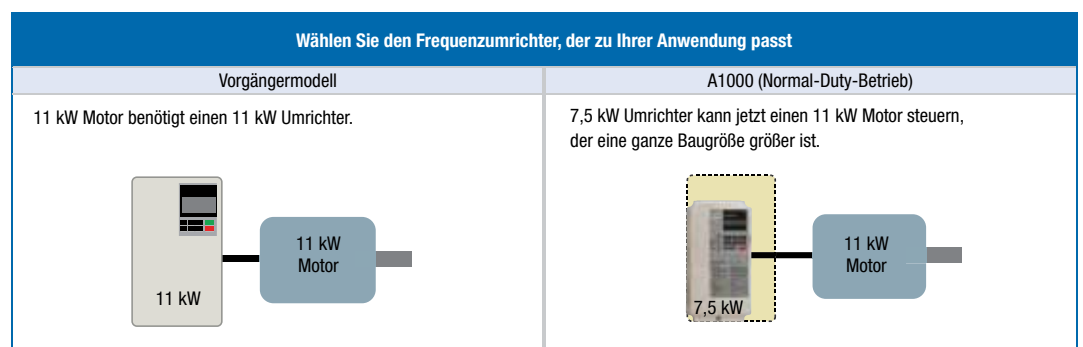 Wählen Sie den Frequenzumrichter, der zu Ihrer Anwendung passt
Vorgängermodell
A1000 (Normal-Duty-Betrieb)
11 kW Motor benötigt einen 11 kW Umrichter.
7,5 kW Umrichter kann jetzt einen 11 kW Motor steuern,
der eine ganze Baugröße größer ist.
11 kW
11 kW
Motor
7,5 kW
11 kW
Motor